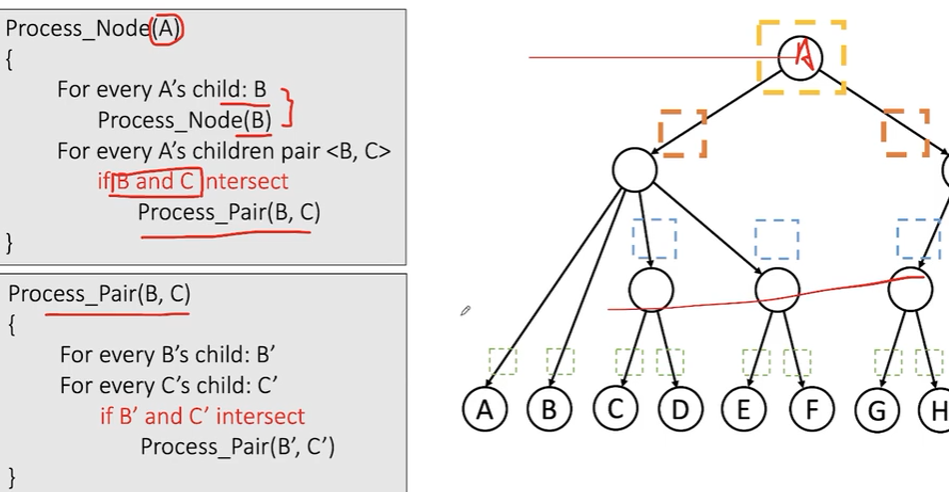 Process_Node(A)
{
For every A’s child: B
Process_Node(B)
For every A’s children pair <B, C>
if B and C intersect
Process_Pair(B, C)
}
Process_Pair(B, C)
{
For every B’s child: B’
For every C’s child: C’
if B’ and C’ intersect
Process_Pair(B’, C’)
}
A
A B C D E F G H